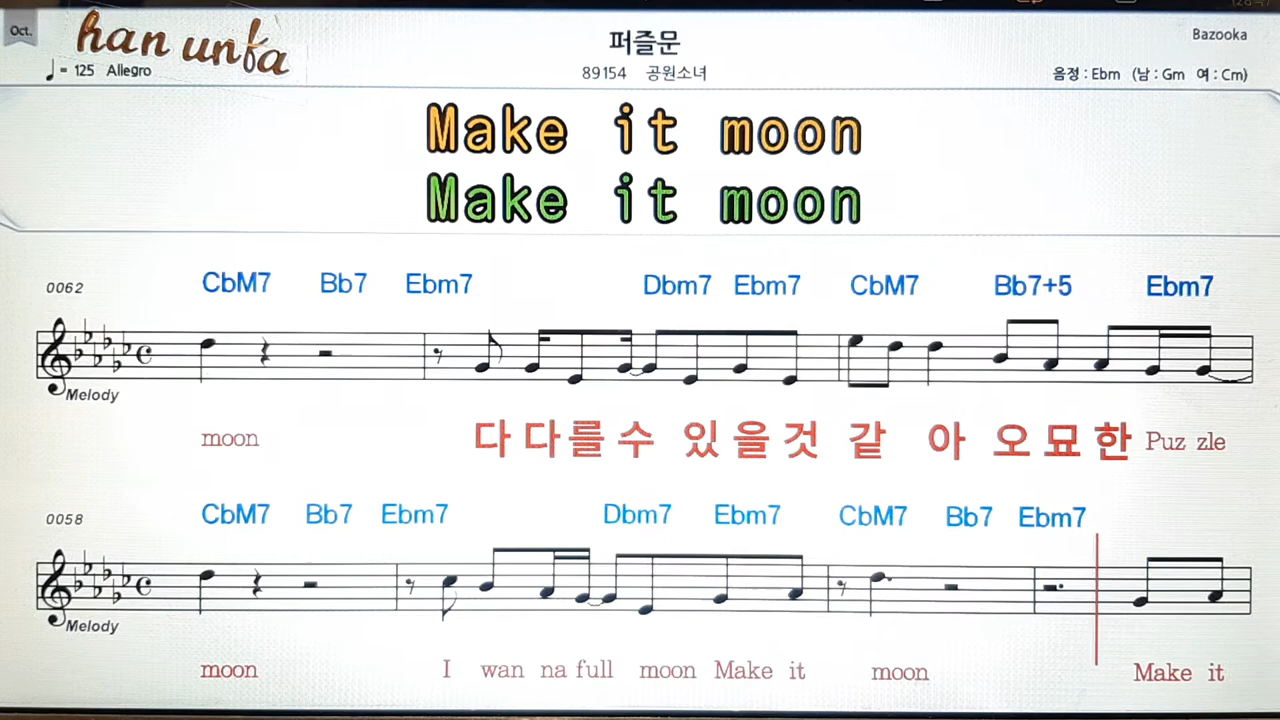 Oct.
han unfa
퍼즐문
Bazooka
♩= 125 Allegro
89154 공원소녀
음정 : Ebm (남 : Gm 여 : Cm)
Make it moon
Make it moon
0062
CbM7 Bb7 Ebm7 Dbm7 Ebm7 CbM7 Bb7+5 Ebm7
Melody
moon 다 다 를 수 있 을 것 같 아 오 묘 한 Puz zle
0058
CbM7 Bb7 Ebm7 Dbm7 Ebm7 CbM7 Bb7 Ebm7
Melody
moon I wan na full moon Make it moon Make it